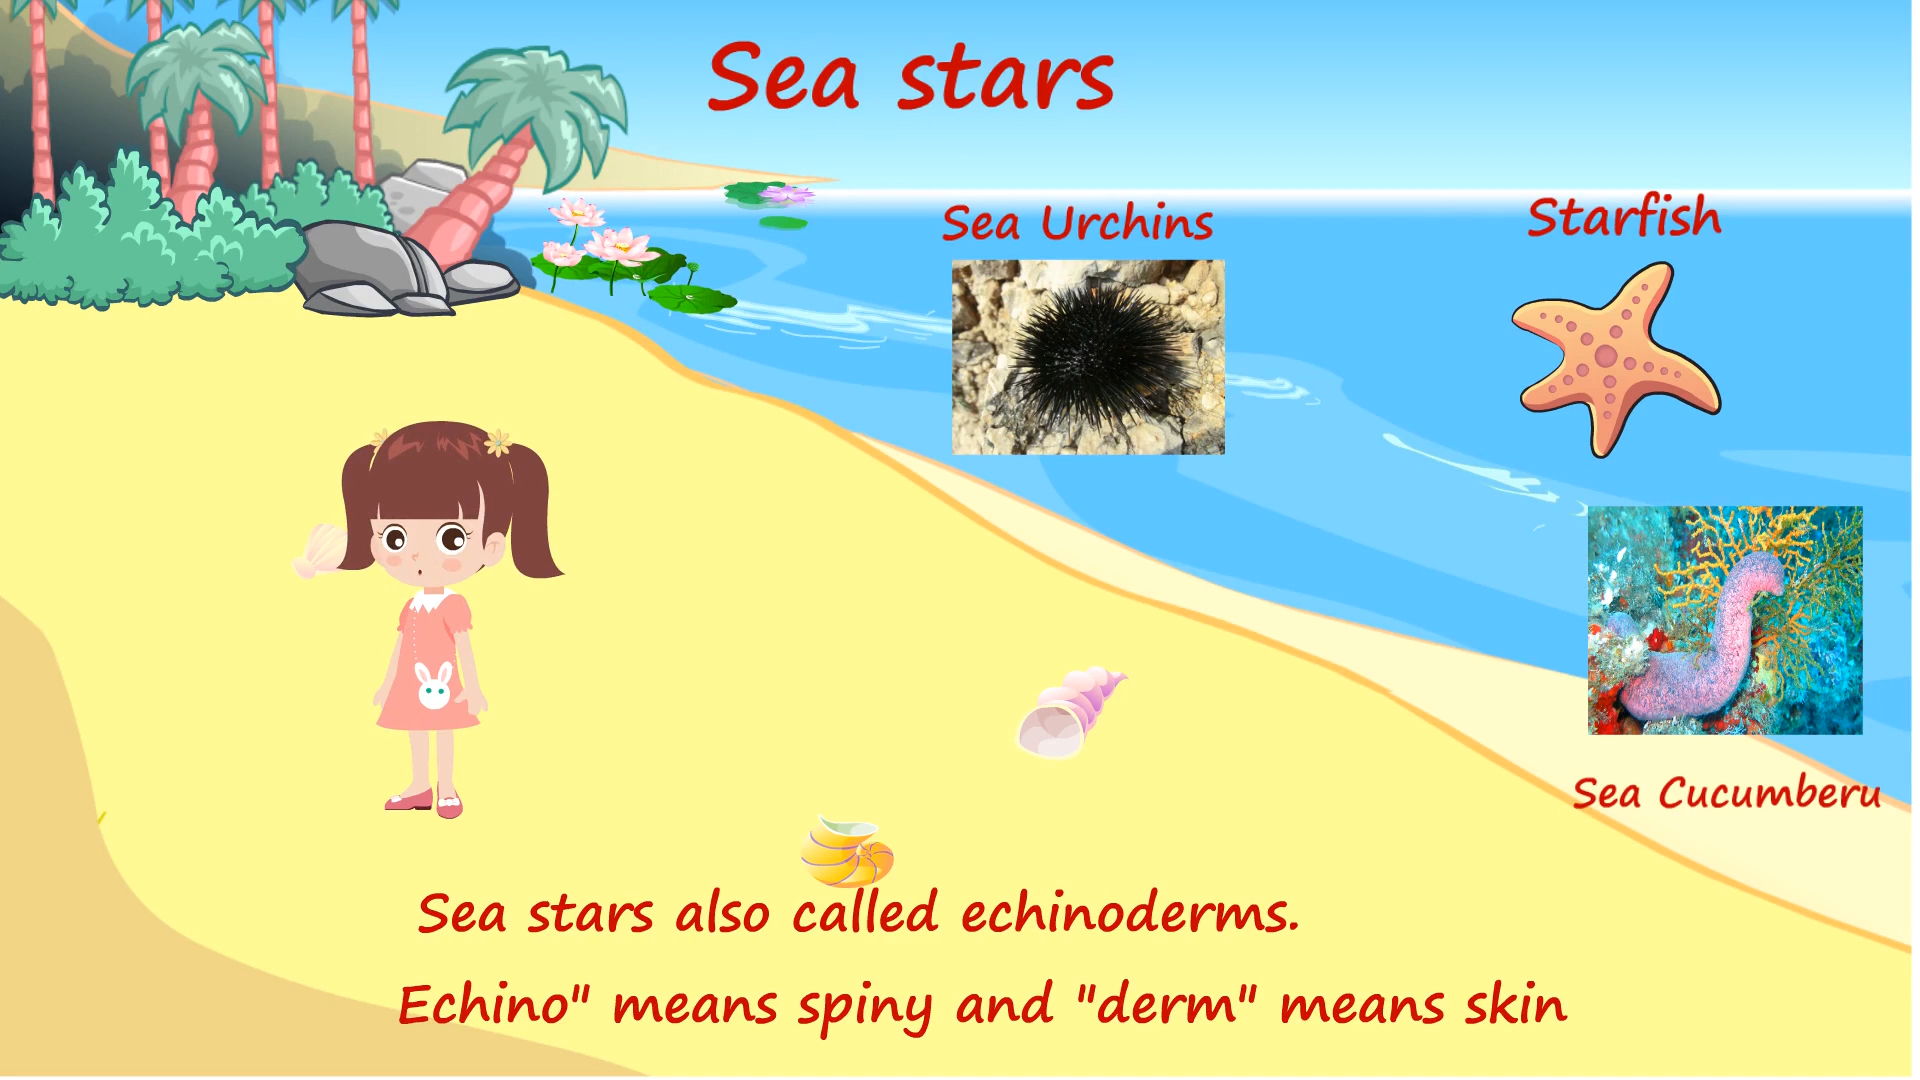 Sea stars
Sea Urchins
Starfish
Sea Cucumberu
Sea stars also called echinoderms.
Echino" means spiny and "derm" means skin